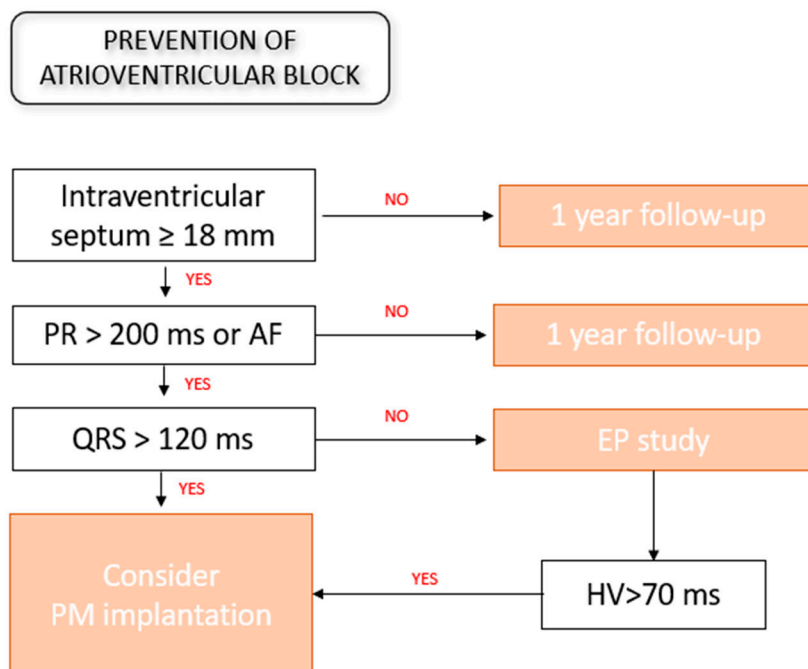 PREVENTION OF
ATRIOVENTRICULAR BLOCK
Intraventricular
septum ≥ 18 mm
NO
1 year follow-up
YES
PR > 200 ms or AF
NO
1 year follow-up
YES
QRS > 120 ms
NO
EP study
YES
Consider
PM implantation
YES
HV>70 ms